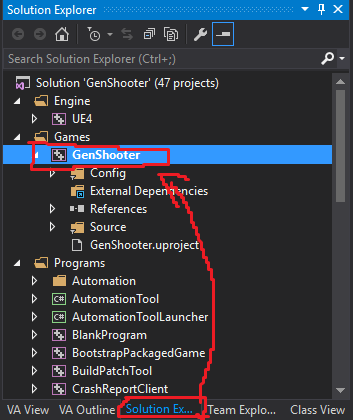 Solution Explorer
Search Solution Explorer (Ctrl+;)
Solution 'GenShooter' (47 projects)
Engine
UE4
Games
GenShooter
Config
External Dependencies
References
Source
GenShooter.uproject
Programs
Automation
C# AutomationTool
C# AutomationToolLauncher
BlankProgram
BootstrapPackagedGame
BuildPatchTool
CrashReportClient
VA View VA Outline Solution Ex... Team Explo... Class View